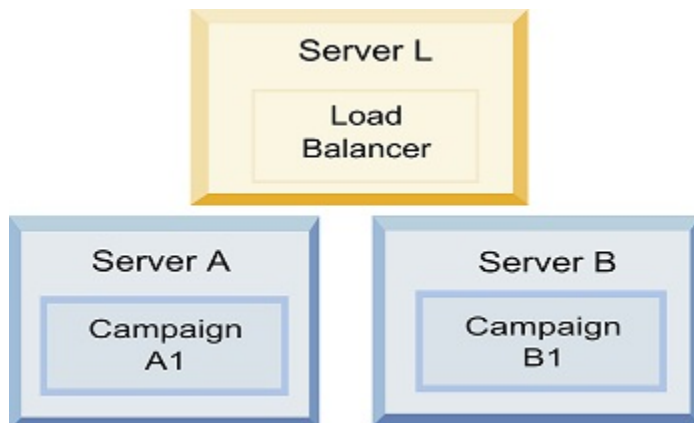 Server L
Load
Balancer
Server A
Campaign
A1
Server B
Campaign
B1